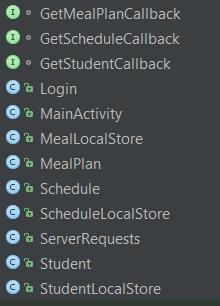 GetMealPlanCallback
GetScheduleCallback
GetStudentCallback
Login
MainActivity
MealLocalStore
MealPlan
Schedule
ScheduleLocalStore
ServerRequests
Student
StudentLocalStore